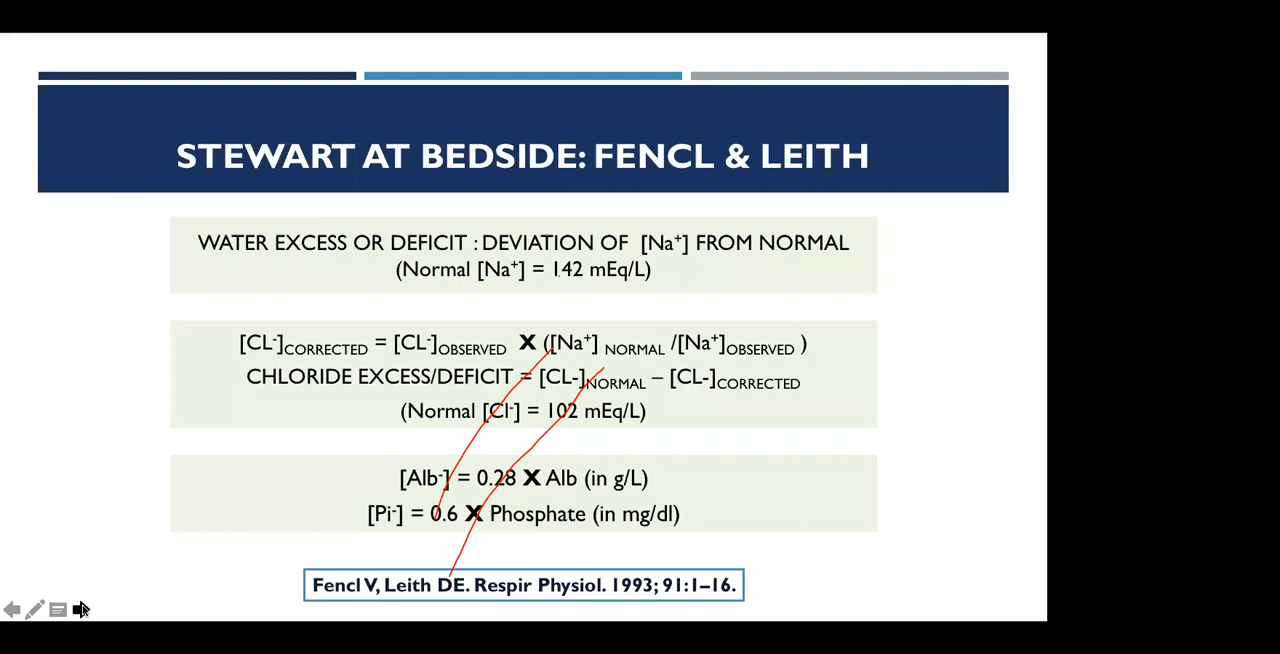 STEWART AT BEDSIDE: FENCL & LEITH
WATER EXCESS OR DEFICIT : DEVIATION OF [Na+] FROM NORMAL
(Normal [Na+] = 142 mEq/L)
[CL-]CORRECTED = [CL-]OBSERVED X ([Na+] NORMAL /[Na+]OBSERVED )
CHLORIDE EXCESS/DEFICIT = [CL-]NORMAL – [CL-]CORRECTED
(Normal [Cl-] = 102 mEq/L)
[Alb-] = 0.28 X Alb (in g/L)
[Pi-] = 0.6 X Phosphate (in mg/dl)
Fencl V, Leith DE. Respir Physiol. 1993; 91:1–16.